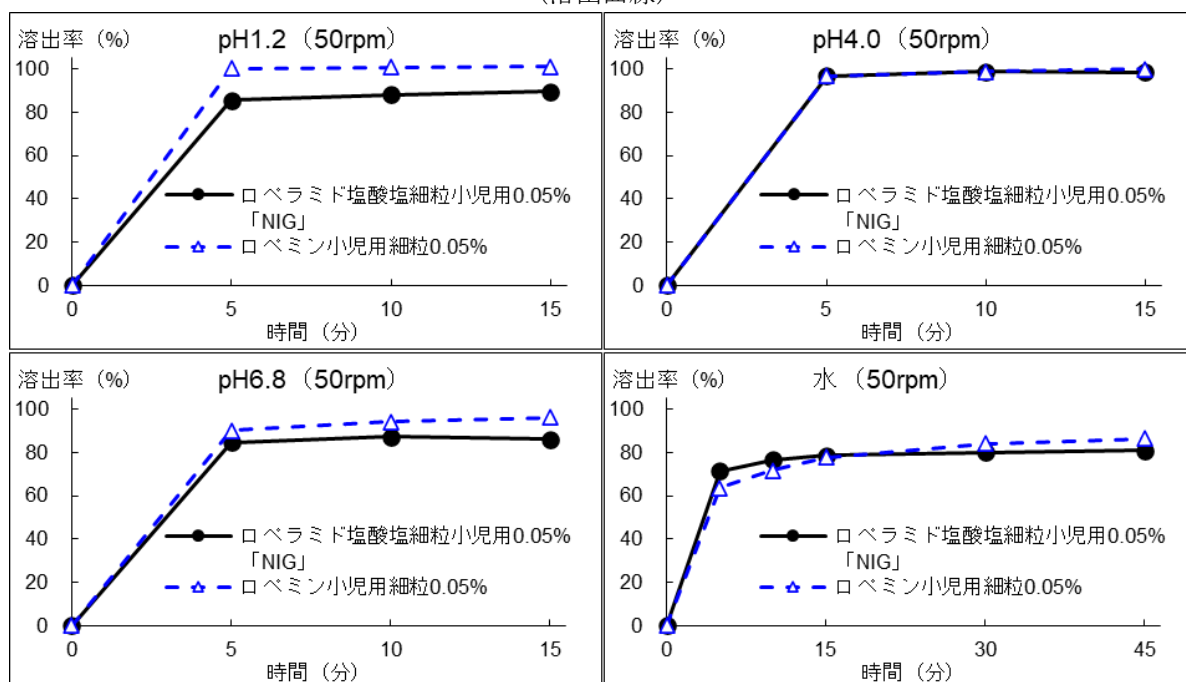 溶出率（%） pH1.2（50rpm）
100
80
60
40
20
0
ロペラミド塩酸塩細粒小児用0.05%
「NIG」
ロペミン小児用細粒0.05%
0 5 10 15
時間（分）
溶出率（%） pH4.0（50rpm）
100
80
60
40
20
0
ロペラミド塩酸塩細粒小児用0.05%
「NIG」
ロペミン小児用細粒0.05%
0 5 10 15
時間（分）
溶出率（%） pH6.8（50rpm）
100
80
60
40
20
0
ロペラミド塩酸塩細粒小児用0.05%
「NIG」
ロペミン小児用細粒0.05%
0 5 10 15
時間（分）
溶出率（%） 水（50rpm）
100
80
60
40
20
0
ロペラミド塩酸塩細粒小児用0.05%
「NIG」
ロペミン小児用細粒0.05%
0 15 30 45
時間（分）